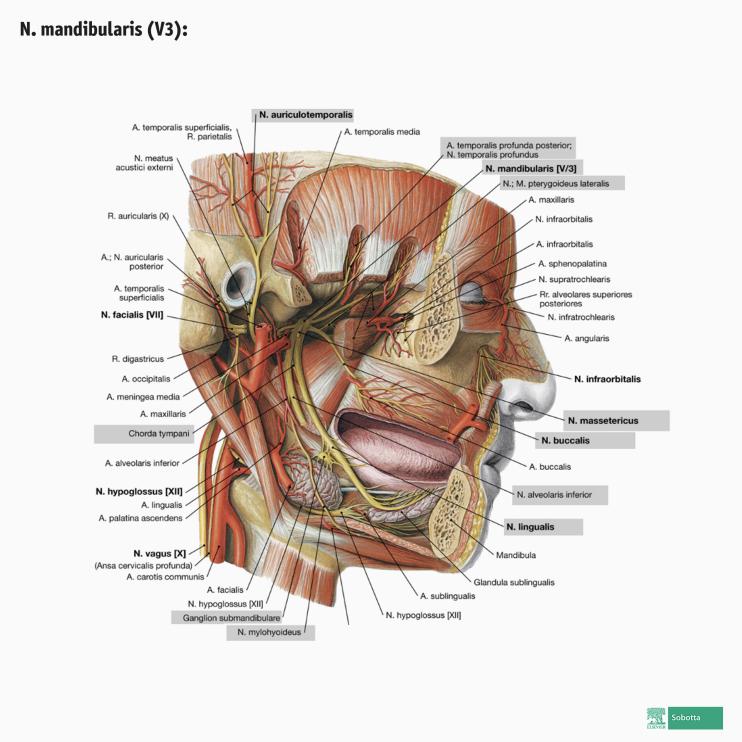 N. mandibularis (V3):
N. auriculotemporalis
A. temporalis superficialis,
R. parietalis
A. temporalis media
N. meatus
acustici externi
R. auricularis (X)
A.; N. auricularis
posterior
A. temporalis
superficialis
N. facialis [VII]
R. digastricus
A. occipitalis
A. meningea media
A. maxillaris
Chorda tympani
A. alveolaris inferior
N. hypoglossus [XII]
A. lingualis
A. palatina ascendens
N. vagus [X]
(Ansa cervicalis profunda)
A. carotis communis
A. facialis
N. hypoglossus [XII]
Ganglion submandibulare
N. mylohyoideus
A. temporalis profunda posterior;
N. temporalis profundus
N. mandibularis [V/3]
N.; M. pterygoideus lateralis
A. maxillaris
N. infraorbitalis
A. infraorbitalis
A. sphenopalatina
N. supratrochlearis
Rr. alveolares superiores
posteriores
N. infratrochlearis
A. angularis
N. infraorbitalis
N. massetericus
N. buccalis
A. buccalis
N. alveolaris inferior
N. lingualis
Mandibula
Glandula sublingualis
A. sublingualis
N. hypoglossus [XII]
ELSEVIER
Sobotta